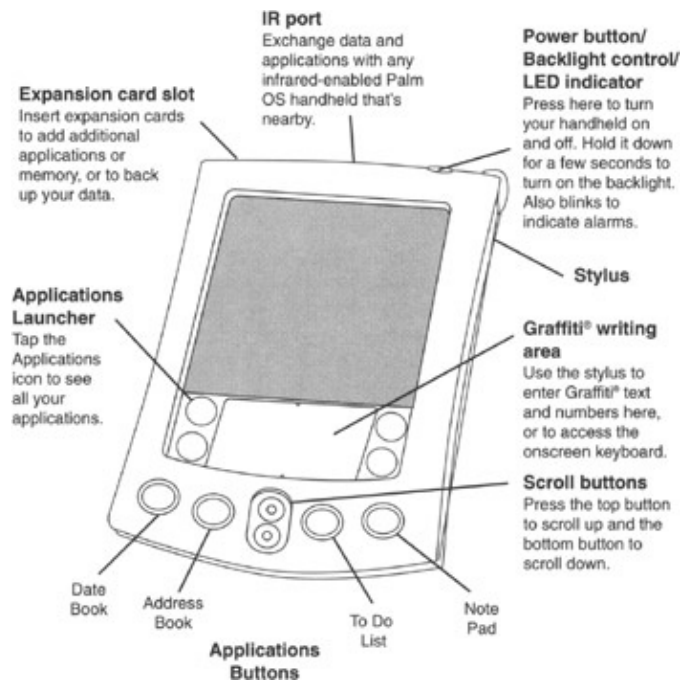 IR port
Exchange data and
applications with any
infrared-enabled Palm
OS handheld that's
nearby.
Power button/
Backlight control/
LED indicator
Press here to turn
your handheld on
and off. Hold it down
for a few seconds to
turn on the backlight.
Also blinks to
indicate alarms.
Expansion card slot
Insert expansion cards
to add additional
applications or
memory, or to back
up your data.
Stylus
Applications
Launcher
Tap the
Applications
icon to see
all your
applications.
Graffiti® writing
area
Use the stylus to
enter Graffiti® text
and numbers here,
or to access the
onscreen keyboard.
Scroll buttons
Press the top button
to scroll up and the
bottom button to
scroll down.
Date
Book
Address
Book
To Do
List
Note
Pad
Applications
Buttons